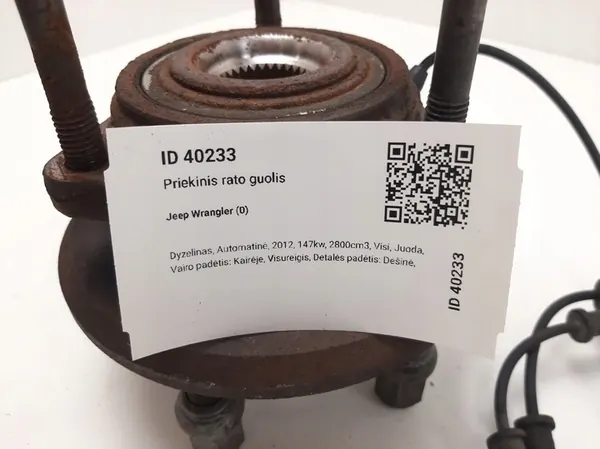 ID 40233
Priekinis rato guolis
Jeep Wrangler (0)
Dyzelinas, Automatinė, 2012, 147kw, 2800cm3, Visi, Juoda,
Vairo padėtis: Kairėje, Visureigis, Detalės padėtis: Dešinė,
ID 40233